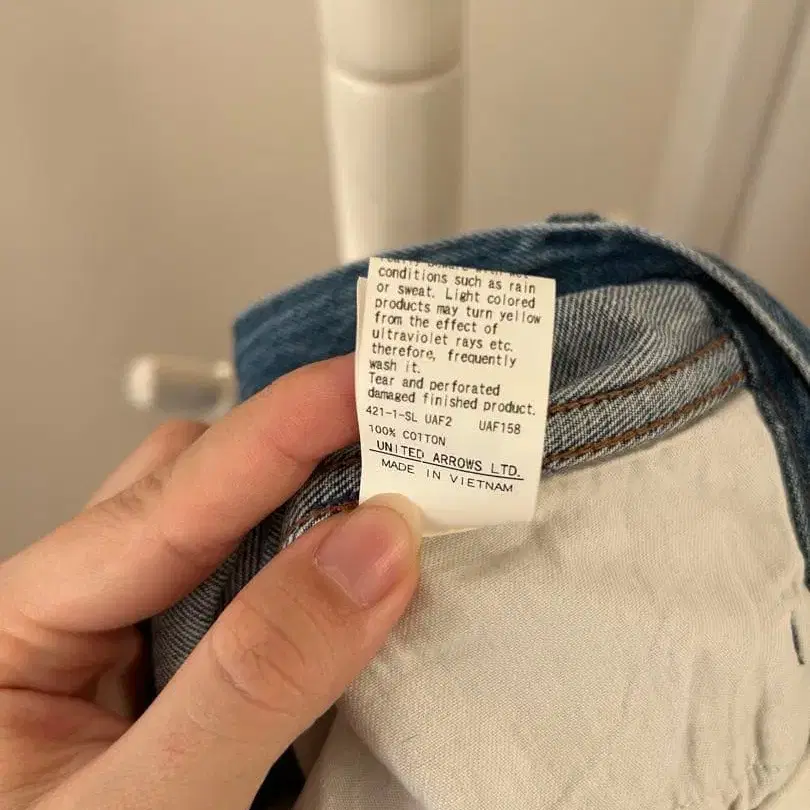 conditions such as rain
or sweat. Light colored
products may turn yellow
from the effect of
ultraviolet rays etc.
therefore, frequently
wash it.
Tear and perforated
damaged finished product.
421-1-SL UAF2 UAF158
100% COTTON
UNITED ARROWS LTD.
MADE IN VIETNAM